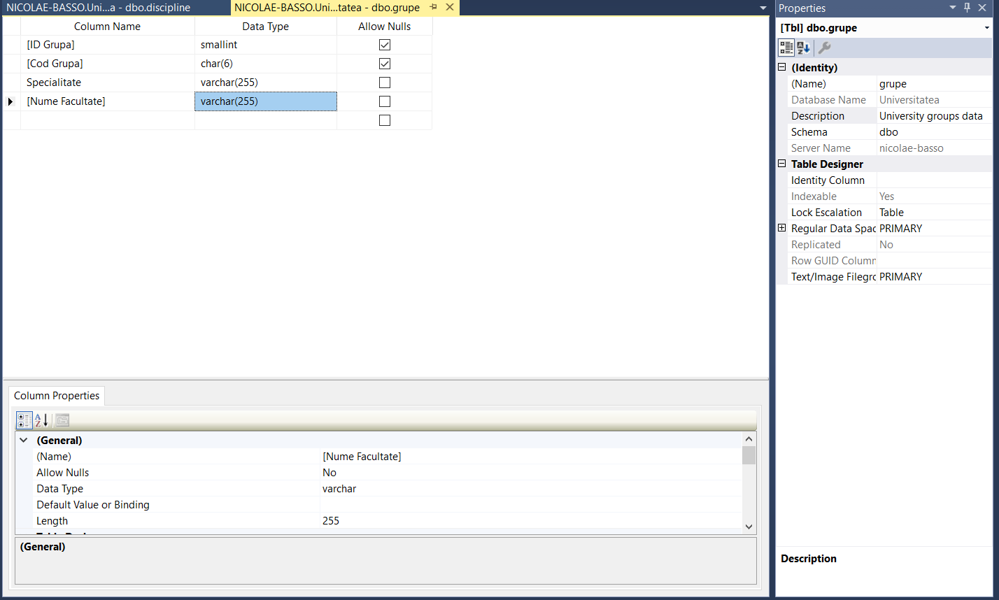 NICOLAE-BASSO.Uni...a - dbo.discipline
NICOLAE-BASSO.Uni...tatea - dbo.grupe
Column Name Data Type Allow Nulls
[ID Grupa] smallint
[Cod Grupa] char(6)
Specialitate varchar(255)
[Nume Facultate] varchar(255)
Column Properties
(General)
(Name) [Nume Facultate]
Allow Nulls No
Data Type varchar
Default Value or Binding
Length 255
(General)
Properties
[Tbl] dbo.grupe
(Identity)
(Name) grupe
Database Name Universitatea
Description University groups data
Schema dbo
Server Name nicolae-basso
Table Designer
Identity Column
Indexable Yes
Lock Escalation Table
Regular Data Spac PRIMARY
Replicated No
Row GUID Column
Text/Image Filegro PRIMARY
Description